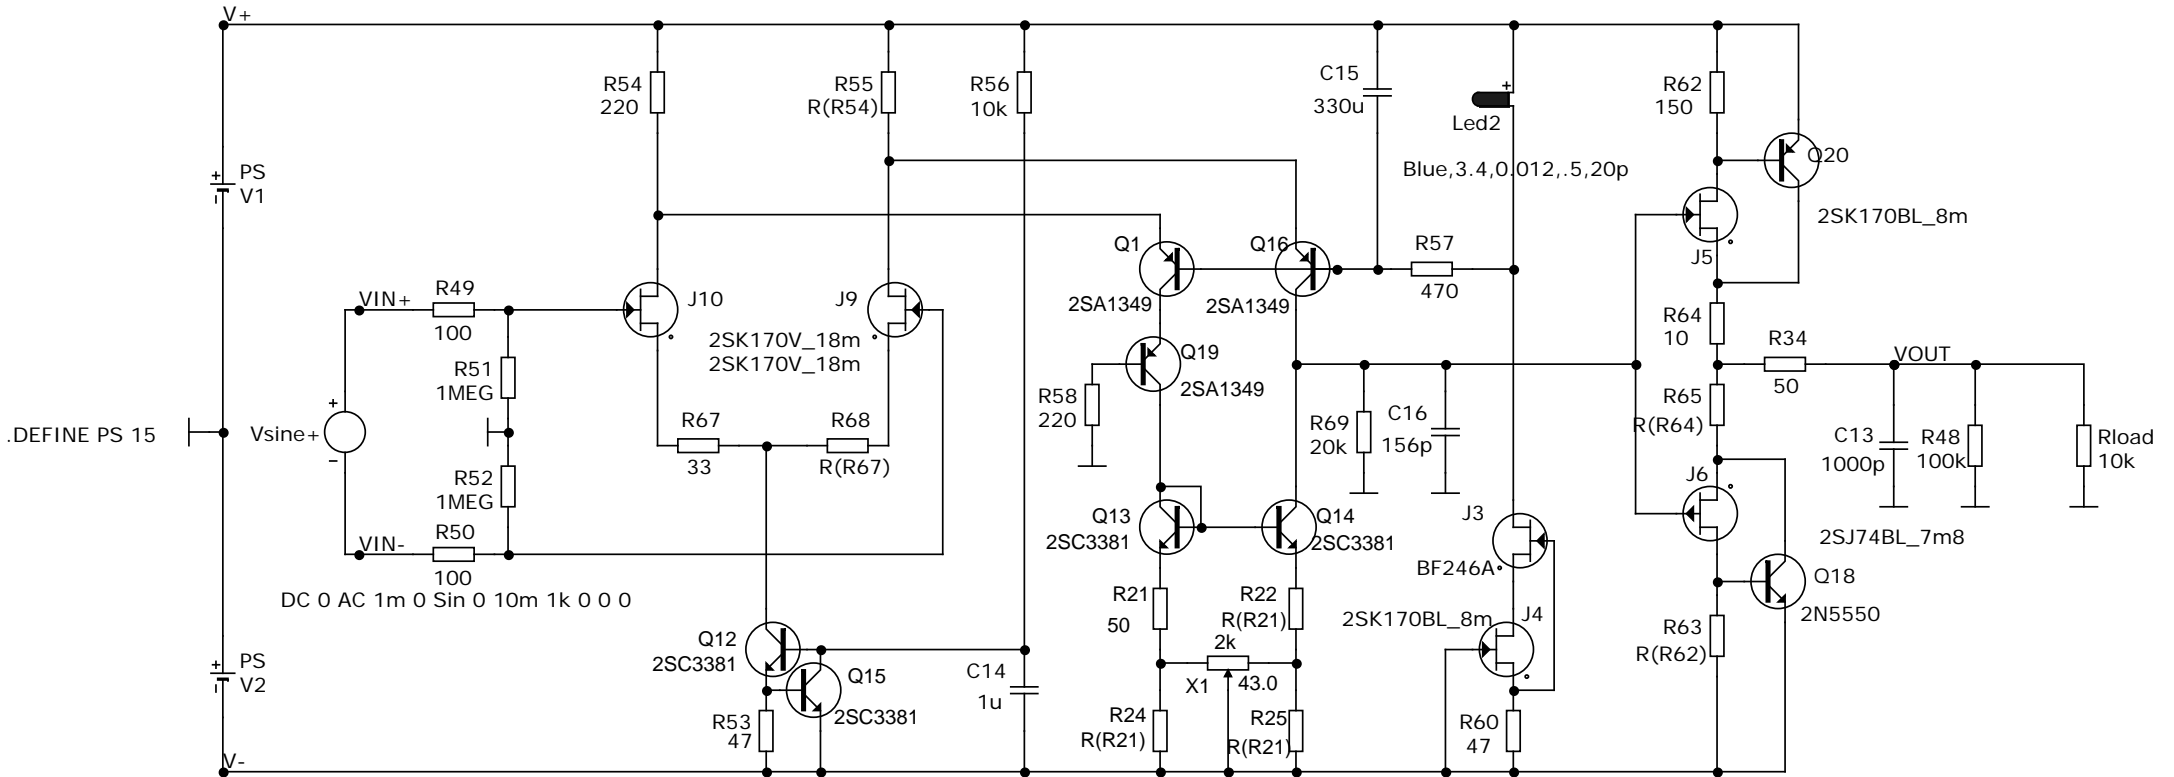 V+
R54
220
R55
R(R54)
R56
10k
C15
330u
+
Led2
Blue,3.4,0.012,.5,20p
R62
150
Q20
2SK170BL_8m
J5
+
PS
V1
-
Q1
2SA1349
Q16
2SA1349
R57
470
VIN+
R49
100
J10
J9
2SK170V_18m
2SK170V_18m
R64
10
R34
50
VOUT
Q19
2SA1349
R51
1MEG
R58
220
R65
R(R64)
.DEFINE PS 15
Vsine+
+
-
R67
33
R68
R(R67)
R69
20k
C16
156p
C13
1000p
R48
100k
Rload
10k
R52
1MEG
J6
Q13
2SC3381
Q14
2SC3381
J3
BF246A
2SJ74BL_7m8
VIN-
R50
100
DC 0 AC 1m 0 Sin 0 10m 1k 0 0 0
Q18
2N5550
R21
50
R22
R(R21)
2SK170BL_8m
J4
R63
R(R62)
Q12
2SC3381
2k
X1
43.0
+
PS
V2
-
Q15
2SC3381
C14
1u
R53
47
R24
R(R21)
R25
R(R21)
R60
47
V-